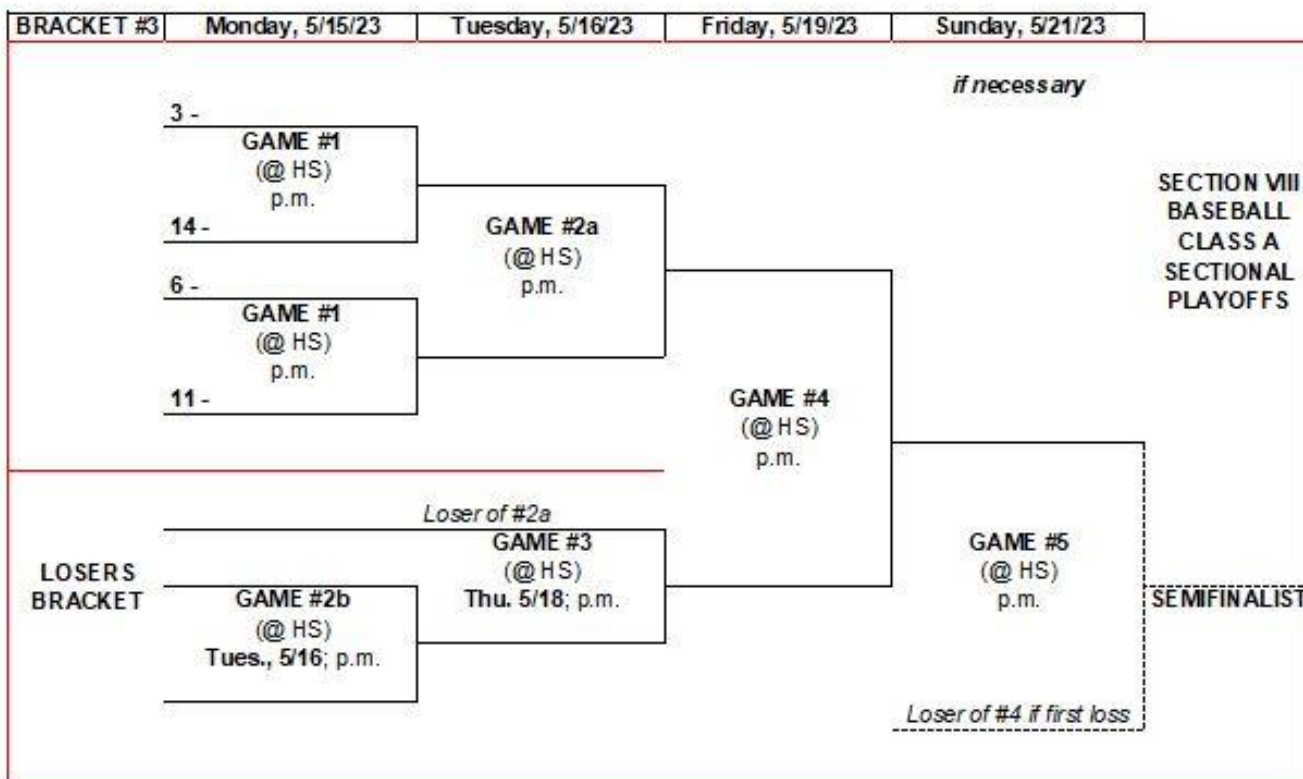 BRACKET #3 Monday, 5/15/23 Tuesday, 5/16/23 Friday, 5/19/23 Sunday, 5/21/23
if necessary
3 -
GAME #1
(@ HS)
p.m.
14 -
6 -
GAME #1
(@ HS)
p.m.
11 -
GAME #2a
(@ HS)
p.m.
GAME #4
(@ HS)
p.m.
SECTION VIII
BASEBALL
CLASS A
SECTIONAL
PLAYOFFS
LOSERS
BRACKET
Loser of #2a
GAME #2b
(@ HS)
Tues., 5/16; p.m.
GAME #3
(@ HS)
Thu. 5/18; p.m.
GAME #5
(@ HS)
p.m.
Loser of #4 if first loss
SEMIFINALIST